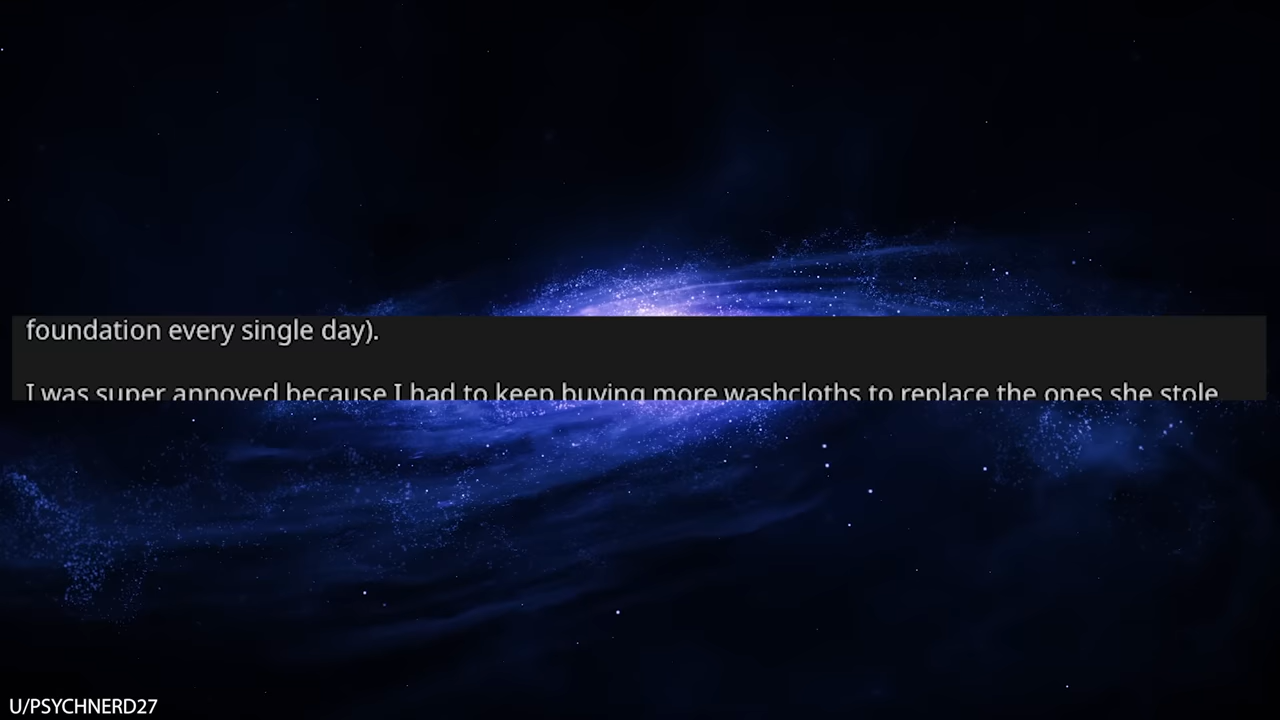 foundation every single day).
I was super annoyed because I had to keep buying more washcloths to replace the ones she stole
U/PSYCHNERD27